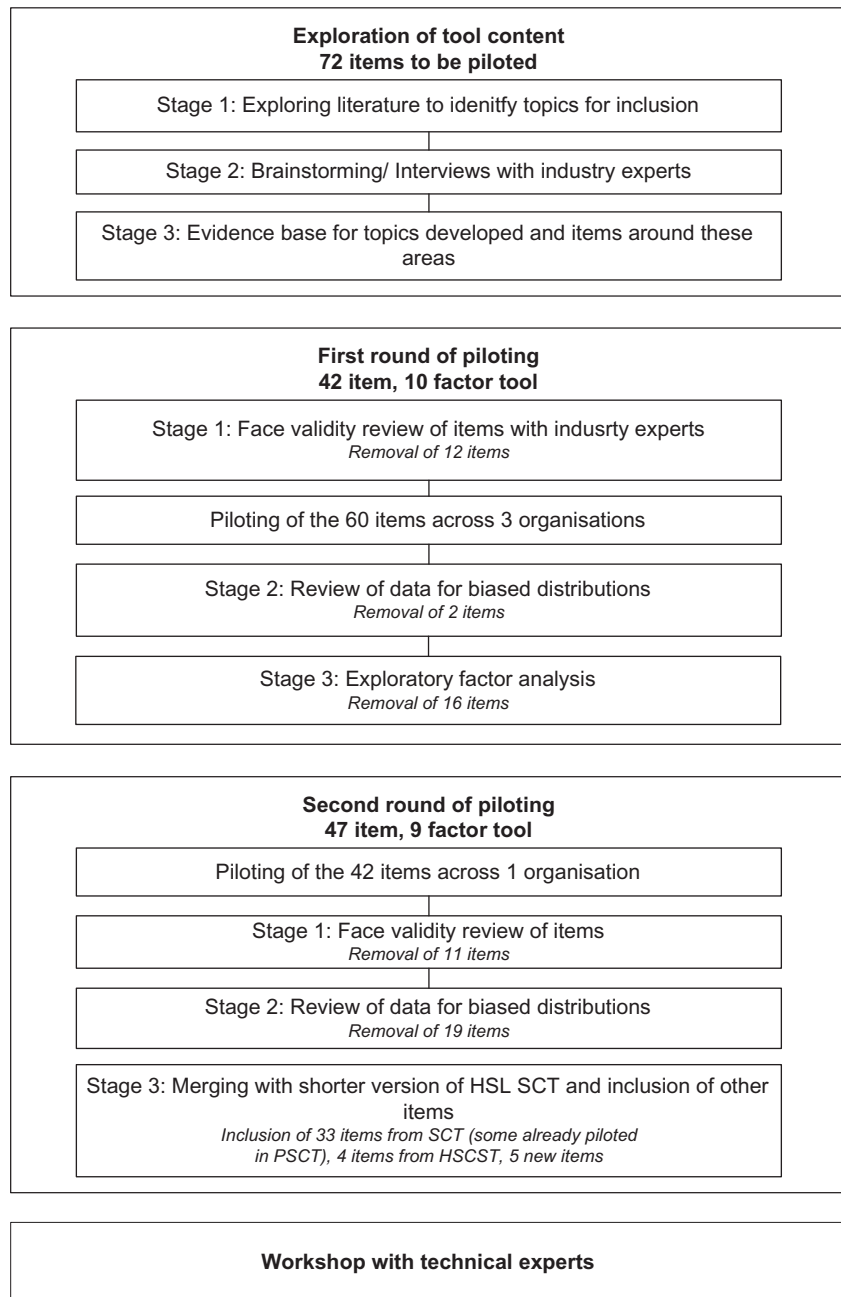 Exploration of tool content
72 items to be piloted
Stage 1: Exploring literature to idenitfy topics for inclusion
Stage 2: Brainstorming/ Interviews with industry experts
Stage 3: Evidence base for topics developed and items around these
areas
First round of piloting
42 item, 10 factor tool
Stage 1: Face validity review of items with indusrty experts
Removal of 12 items
Piloting of the 60 items across 3 organisations
Stage 2: Review of data for biased distributions
Removal of 2 items
Stage 3: Exploratory factor analysis
Removal of 16 items
Second round of piloting
47 item, 9 factor tool
Piloting of the 42 items across 1 organisation
Stage 1: Face validity review of items
Removal of 11 items
Stage 2: Review of data for biased distributions
Removal of 19 items
Stage 3: Merging with shorter version of HSL SCT and inclusion of other
items
Inclusion of 33 items from SCT (some already piloted
in PSCT), 4 items from HSCST, 5 new items
Workshop with technical experts